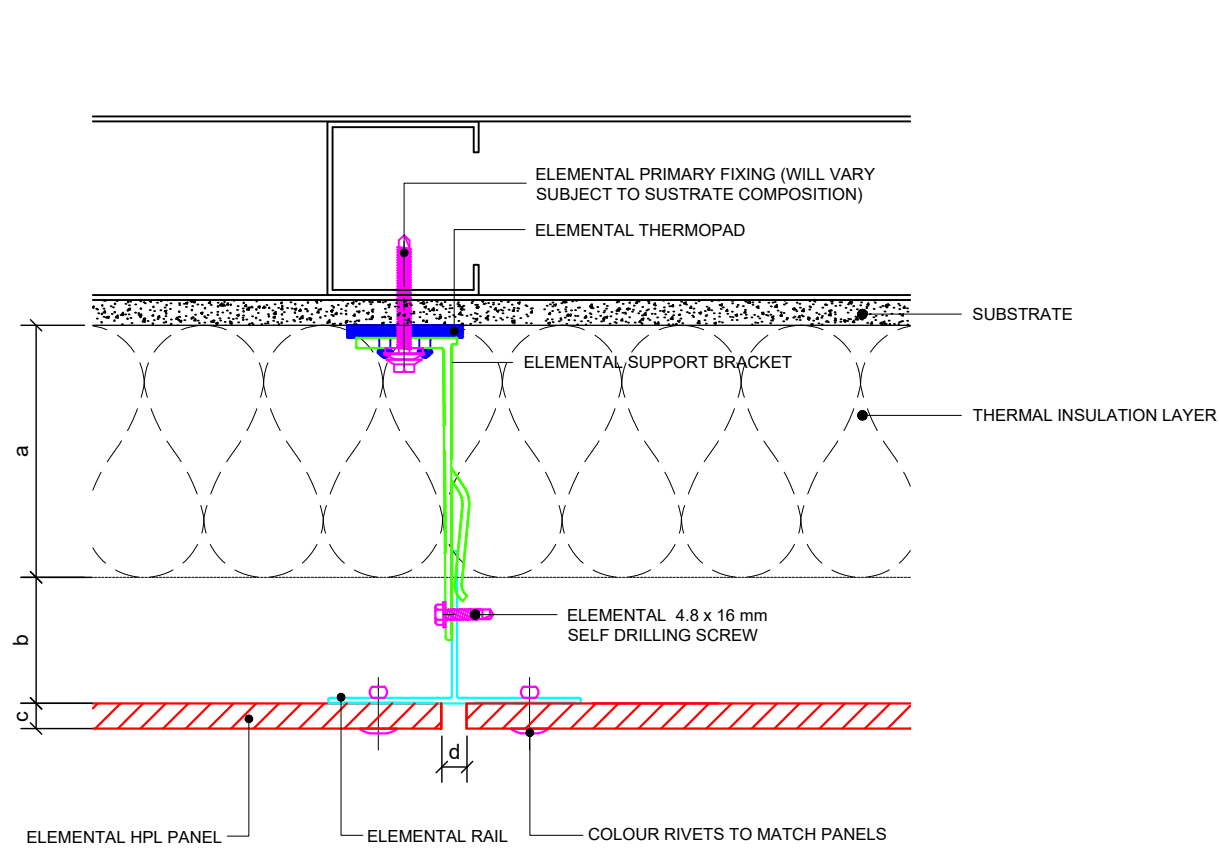 ELEMENTAL PRIMARY FIXING (WILL VARY
SUBJECT TO SUSTRATE COMPOSITION)
ELEMENTAL THERMOPAD
SUBSTRATE
ELEMENTAL SUPPORT BRACKET
THERMAL INSULATION LAYER
a
ELEMENTAL 4.8 x 16 mm
SELF DRILLING SCREW
b
c
d
ELEMENTAL HPL PANEL
ELEMENTAL RAIL
COLOUR RIVETS TO MATCH PANELS